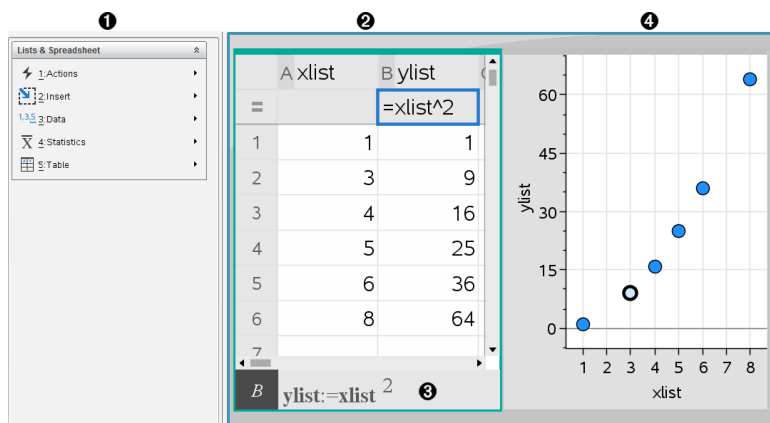 ❶ ❷ ❹
Lists & Spreadsheet
1:Actions
2:Insert
1,3,5 3:Data
X 4:Statistics
5:Table
A xlist B ylist
= =xlist^2
1 1 1
2 3 9
3 4 16
4 5 25
5 6 36
6 8 64
7
B ylist:=xlist 2 ❸
60
45
30
15
0
ylist
1 2 3 4 5 6 7 8
xlist